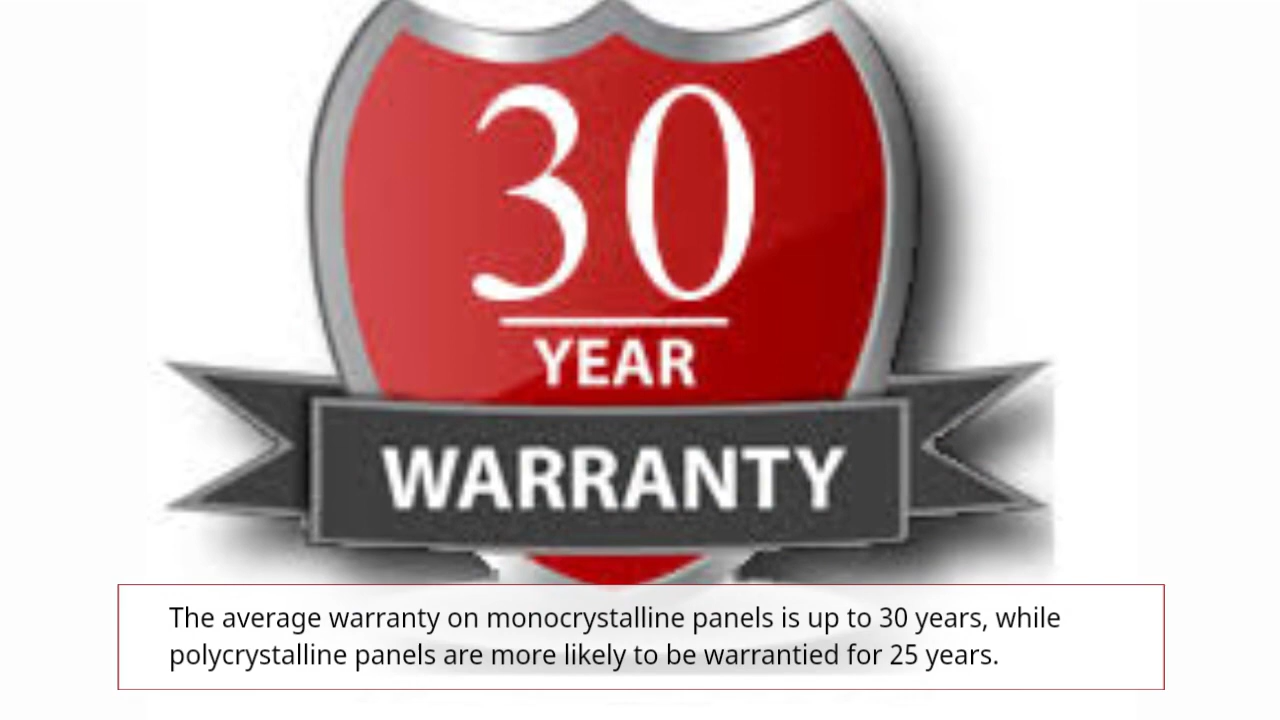 30
YEAR
WARRANTY
The average warranty on monocrystalline panels is up to 30 years, while
polycrystalline panels are more likely to be warrantied for 25 years.